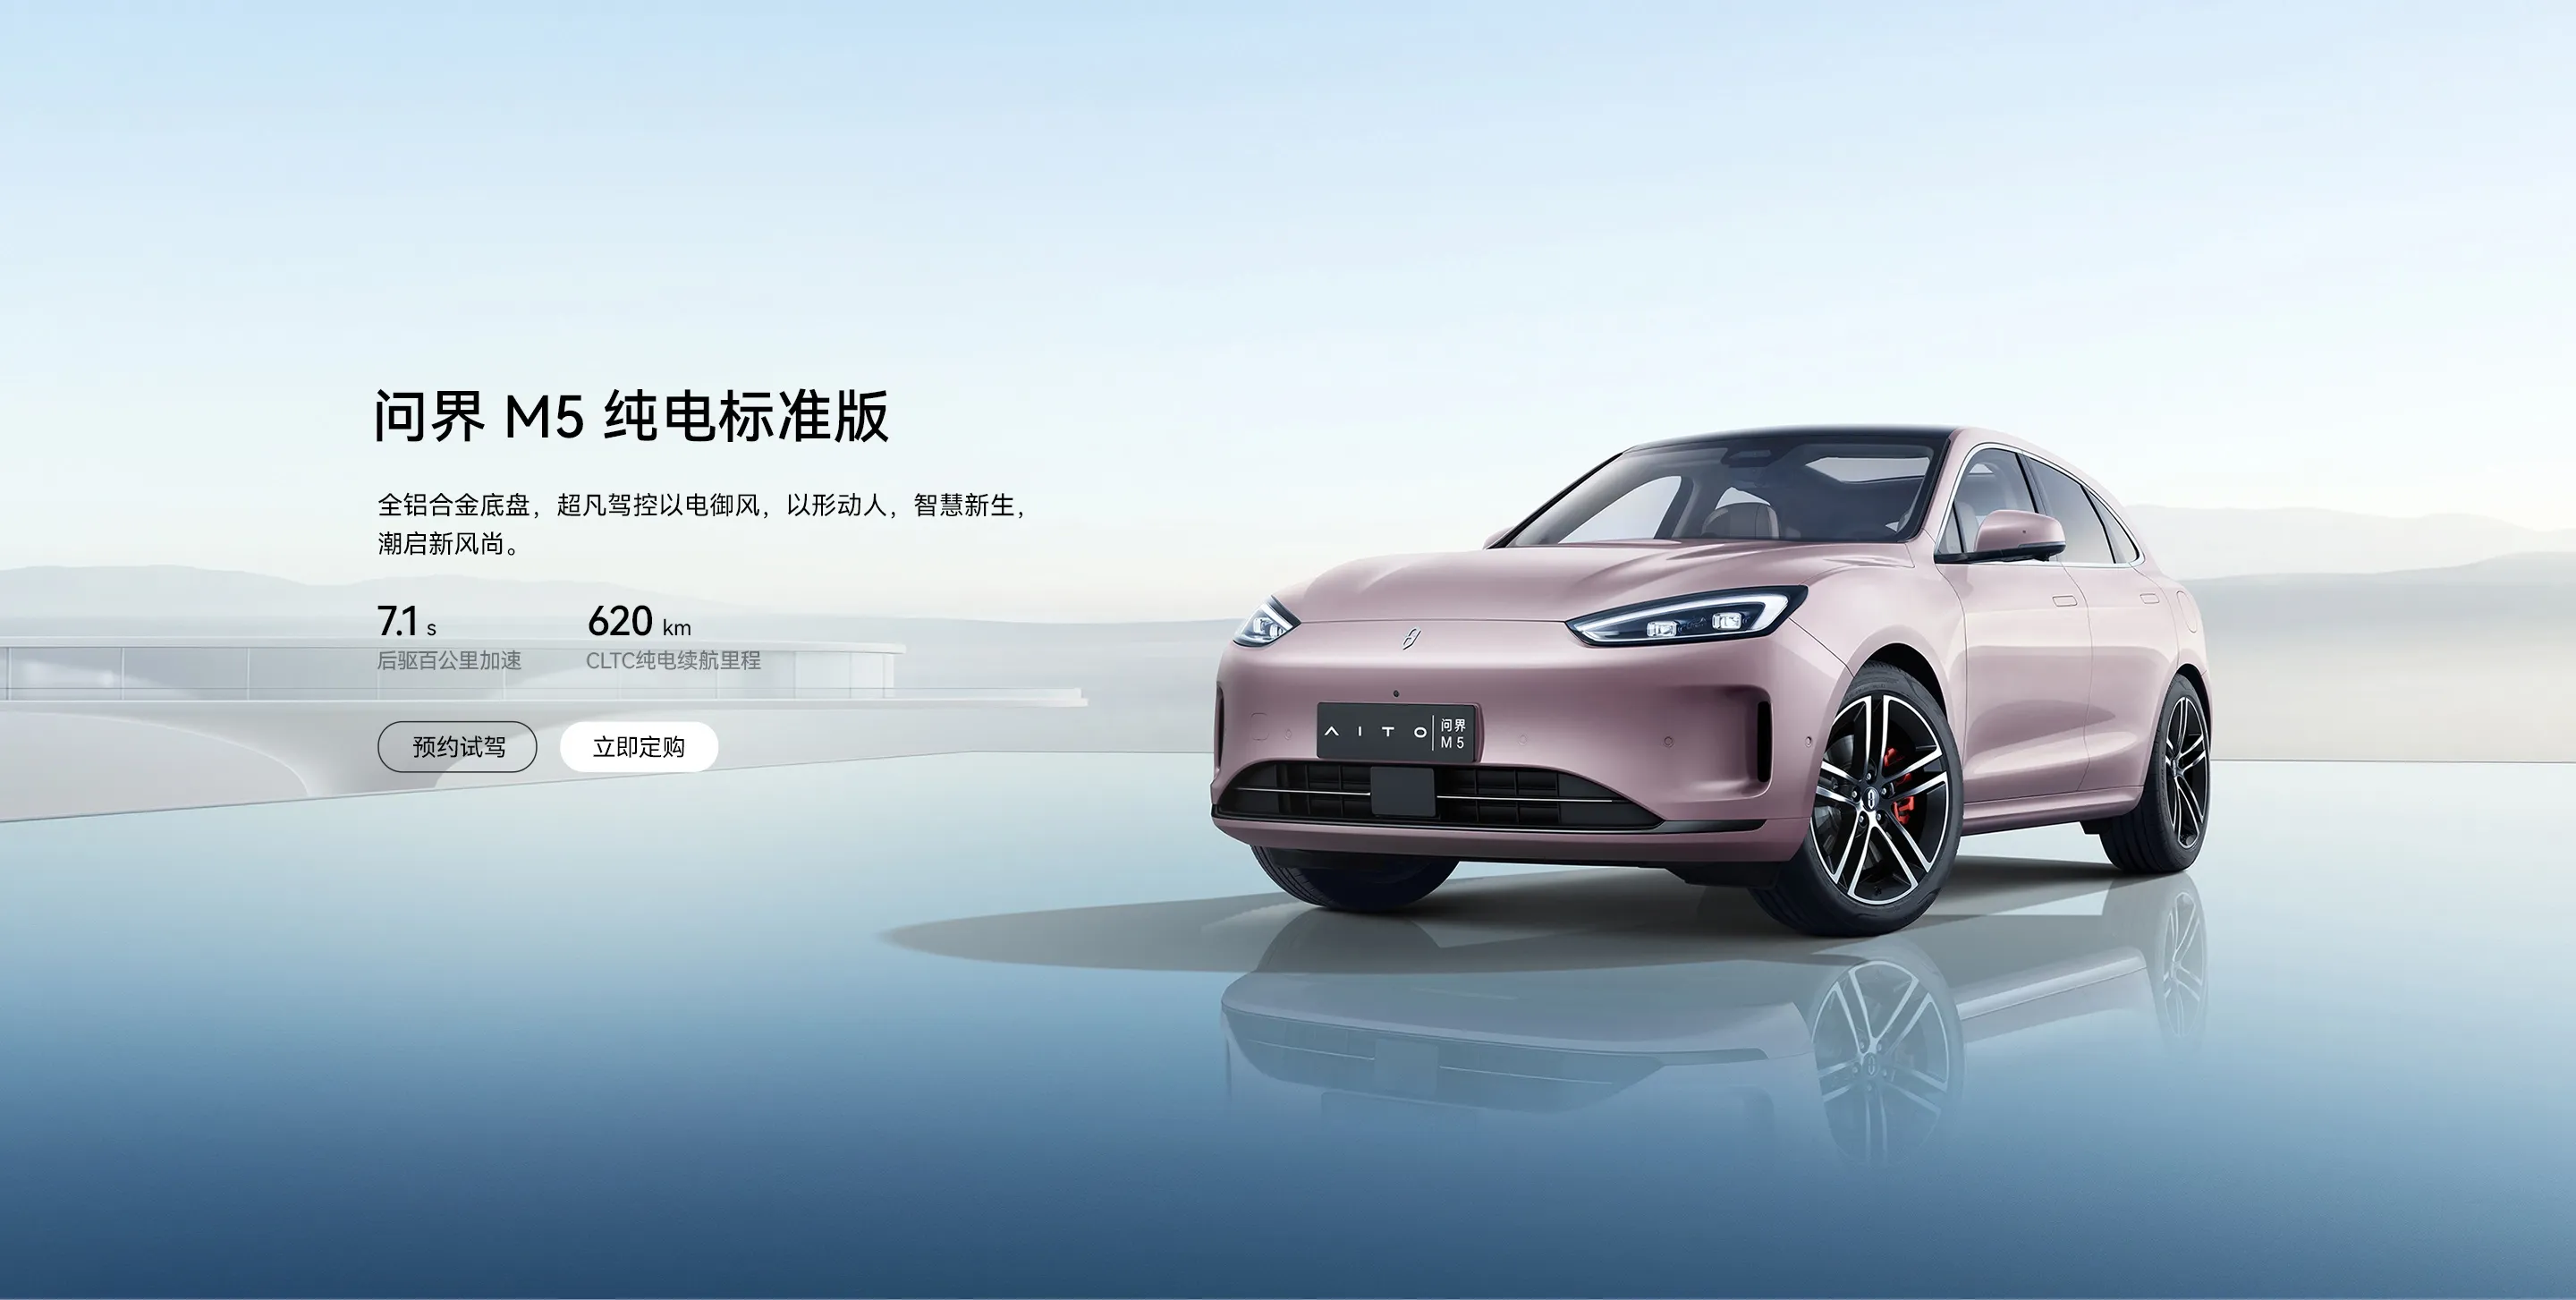 问界 M5 纯电标准版
全铝合金底盘，超凡驾控以电御风，以形动人，智慧新生，
潮启新风尚。
7.1 s
620 km
后驱百公里加速
CLTC纯电续航里程
预约试驾
立即定购
AITO 问界
M5